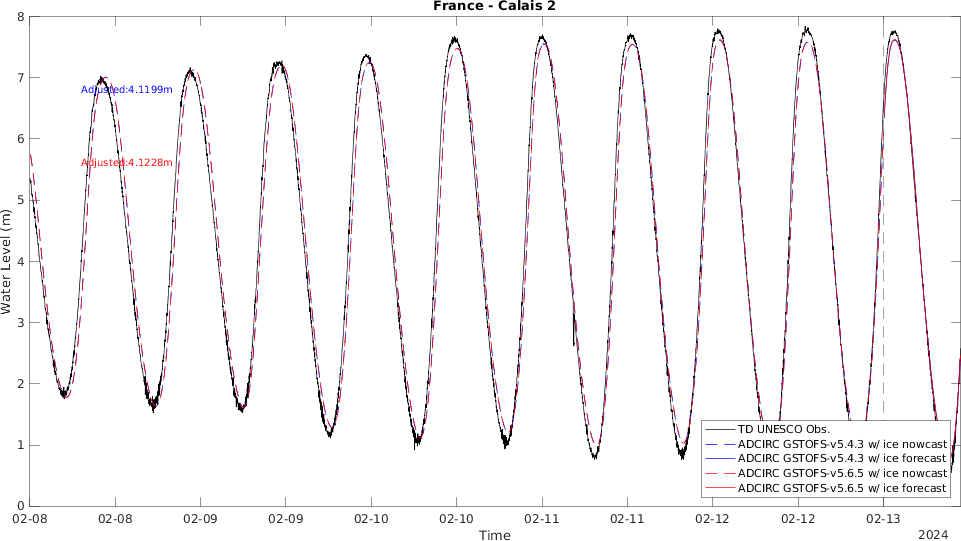 France - Calais 2
8
7
6
5
4
3
2
1
0
Water Level (m)
Adjusted:4.1199m
Adjusted:4.1228m
TD UNESCO Obs.
ADCIRC GSTOFS-v5.4.3 w/ ice nowcast
ADCIRC GSTOFS-v5.4.3 w/ ice forecast
ADCIRC GSTOFS-v5.6.5 w/ ice nowcast
ADCIRC GSTOFS-v5.6.5 w/ ice forecast
02-08 02-08 02-09 02-09 02-10 02-10 02-11 02-11 02-12 02-12 02-13
Time
2024